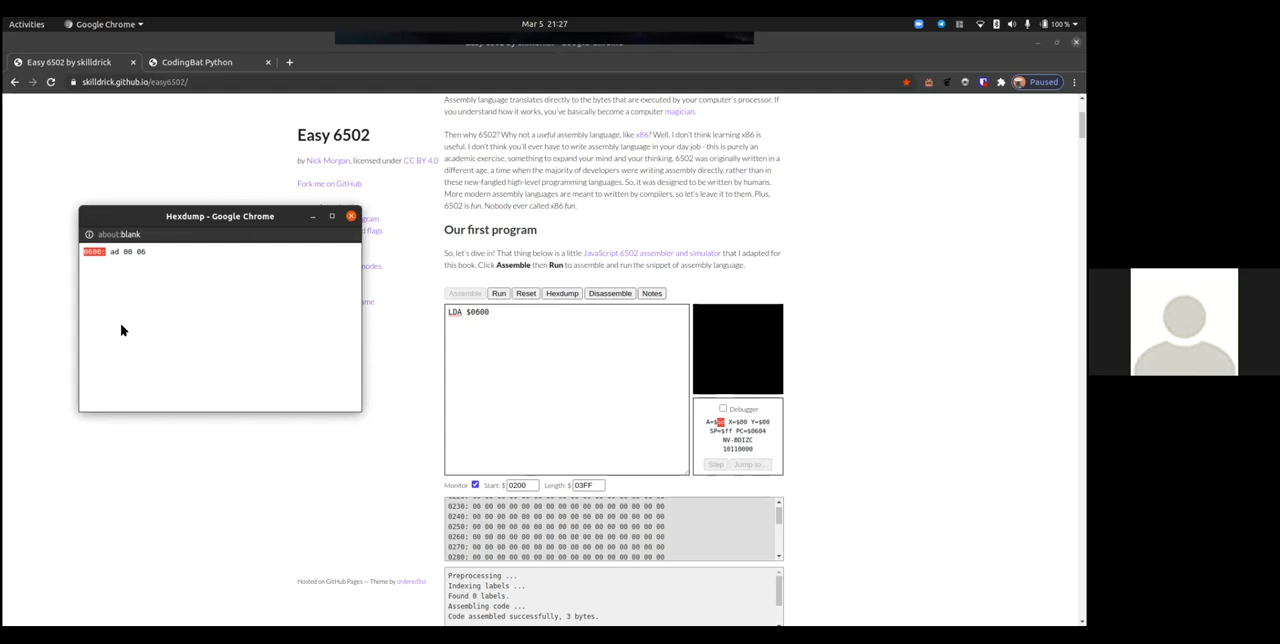 Activities
Google Chrome
Mar 5 21:27
100 %
Easy 6502 by skilldrick
CodingBat Python
skilldrick.github.io/easy6502/
Paused
Assembly language translates directly to the bytes that are executed by your computer's processor. If
you understand how it works, you've basically become a computer magician.
Easy 6502
by Nick Morgan, licensed under CC BY 4.0
Fork me on GitHub
Then why 6502? Why not a useful assembly language, like x86? Well, I don't think learning x86 is
useful. I don't think you'll ever have to write assembly language in your day job - this is purely an
academic exercise, something to expand your mind and your thinking. 6502 was originally written in a
different age, a time when the majority of developers were writing assembly directly, rather than in
these new-fangled high-level programming languages. So, it was designed to be written by humans.
More modern assembly languages are meant to written by compilers, so let's leave it to them. Plus,
6502 is fun. Nobody ever called x86 fun.
Hexdump - Google Chrome
about:blank
0600: ad 00 06
Our first program
So, let's dive in! That thing below is a little JavaScript 6502 assembler and simulator that I adapted for
this book. Click Assemble then Run to assemble and run the snippet of assembly language.
Assemble Run Reset Hexdump Disassemble Notes
LDA $0600
Debugger
A=$ad X=$00 Y=$00
SP=$ff PC=$0604
NV-BDIZC
10110000
Step Jump to...
Monitor Start: $ 0200 Length: $ 03FF
0240: 00 00 00 00 00 00 00 00 00 00 00 00 00 00 00 00
0250: 00 00 00 00 00 00 00 00 00 00 00 00 00 00 00 00
0260: 00 00 00 00 00 00 00 00 00 00 00 00 00 00 00 00
0270: 00 00 00 00 00 00 00 00 00 00 00 00 00 00 00 00
0280: 00 00 00 00 00 00 00 00 00 00 00 00 00 00 00 00
Preprocessing ...
Indexing labels ...
Found 0 labels.
Assembling code ...
Code assembled successfully, 3 bytes.
Hosted on GitHub Pages — Theme by orderedlist